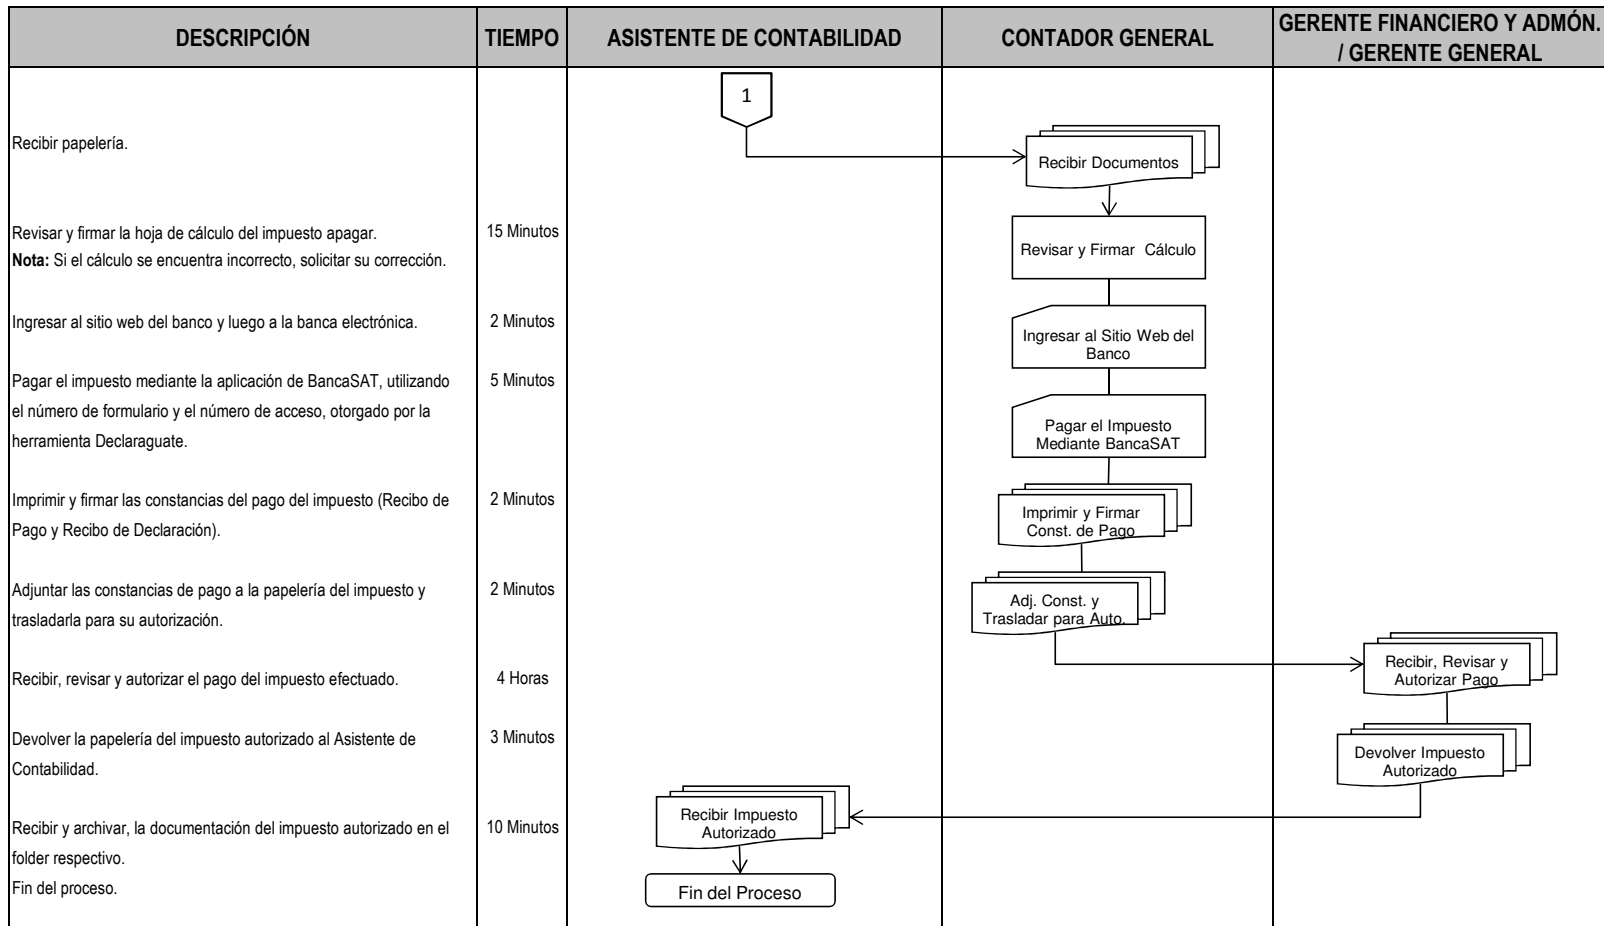 DESCRIPCIÓN
TIEMPO
ASISTENTE DE CONTABILIDAD
CONTADOR GENERAL
GERENTE FINANCIERO Y ADMÓN.
/ GERENTE GENERAL
1
Recibir papelería.
Recibir Documentos
Revisar y firmar la hoja de cálculo del impuesto apagar.
Nota: Si el cálculo se encuentra incorrecto, solicitar su corrección.
15 Minutos
Revisar y Firmar Cálculo
Ingresar al sitio web del banco y luego a la banca electrónica.
2 Minutos
Ingresar al Sitio Web del
Banco
Pagar el impuesto mediante la aplicación de BancaSAT, utilizando
el número de formulario y el número de acceso, otorgado por la
herramienta Declaraguate.
5 Minutos
Pagar el Impuesto
Mediante BancaSAT
Imprimir y firmar las constancias del pago del impuesto (Recibo de
Pago y Recibo de Declaración).
2 Minutos
Imprimir y Firmar
Const. de Pago
Adjuntar las constancias de pago a la papelería del impuesto y
trasladarla para su autorización.
2 Minutos
Adj. Const. y
Trasladar para Auto.
Recibir, revisar y autorizar el pago del impuesto efectuado.
4 Horas
Recibir, Revisar y
Autorizar Pago
Devolver la papelería del impuesto autorizado al Asistente de
Contabilidad.
3 Minutos
Devolver Impuesto
Autorizado
Recibir y archivar, la documentación del impuesto autorizado en el
folder respectivo.
Fin del proceso.
10 Minutos
Recibir Impuesto
Autorizado
Fin del Proceso